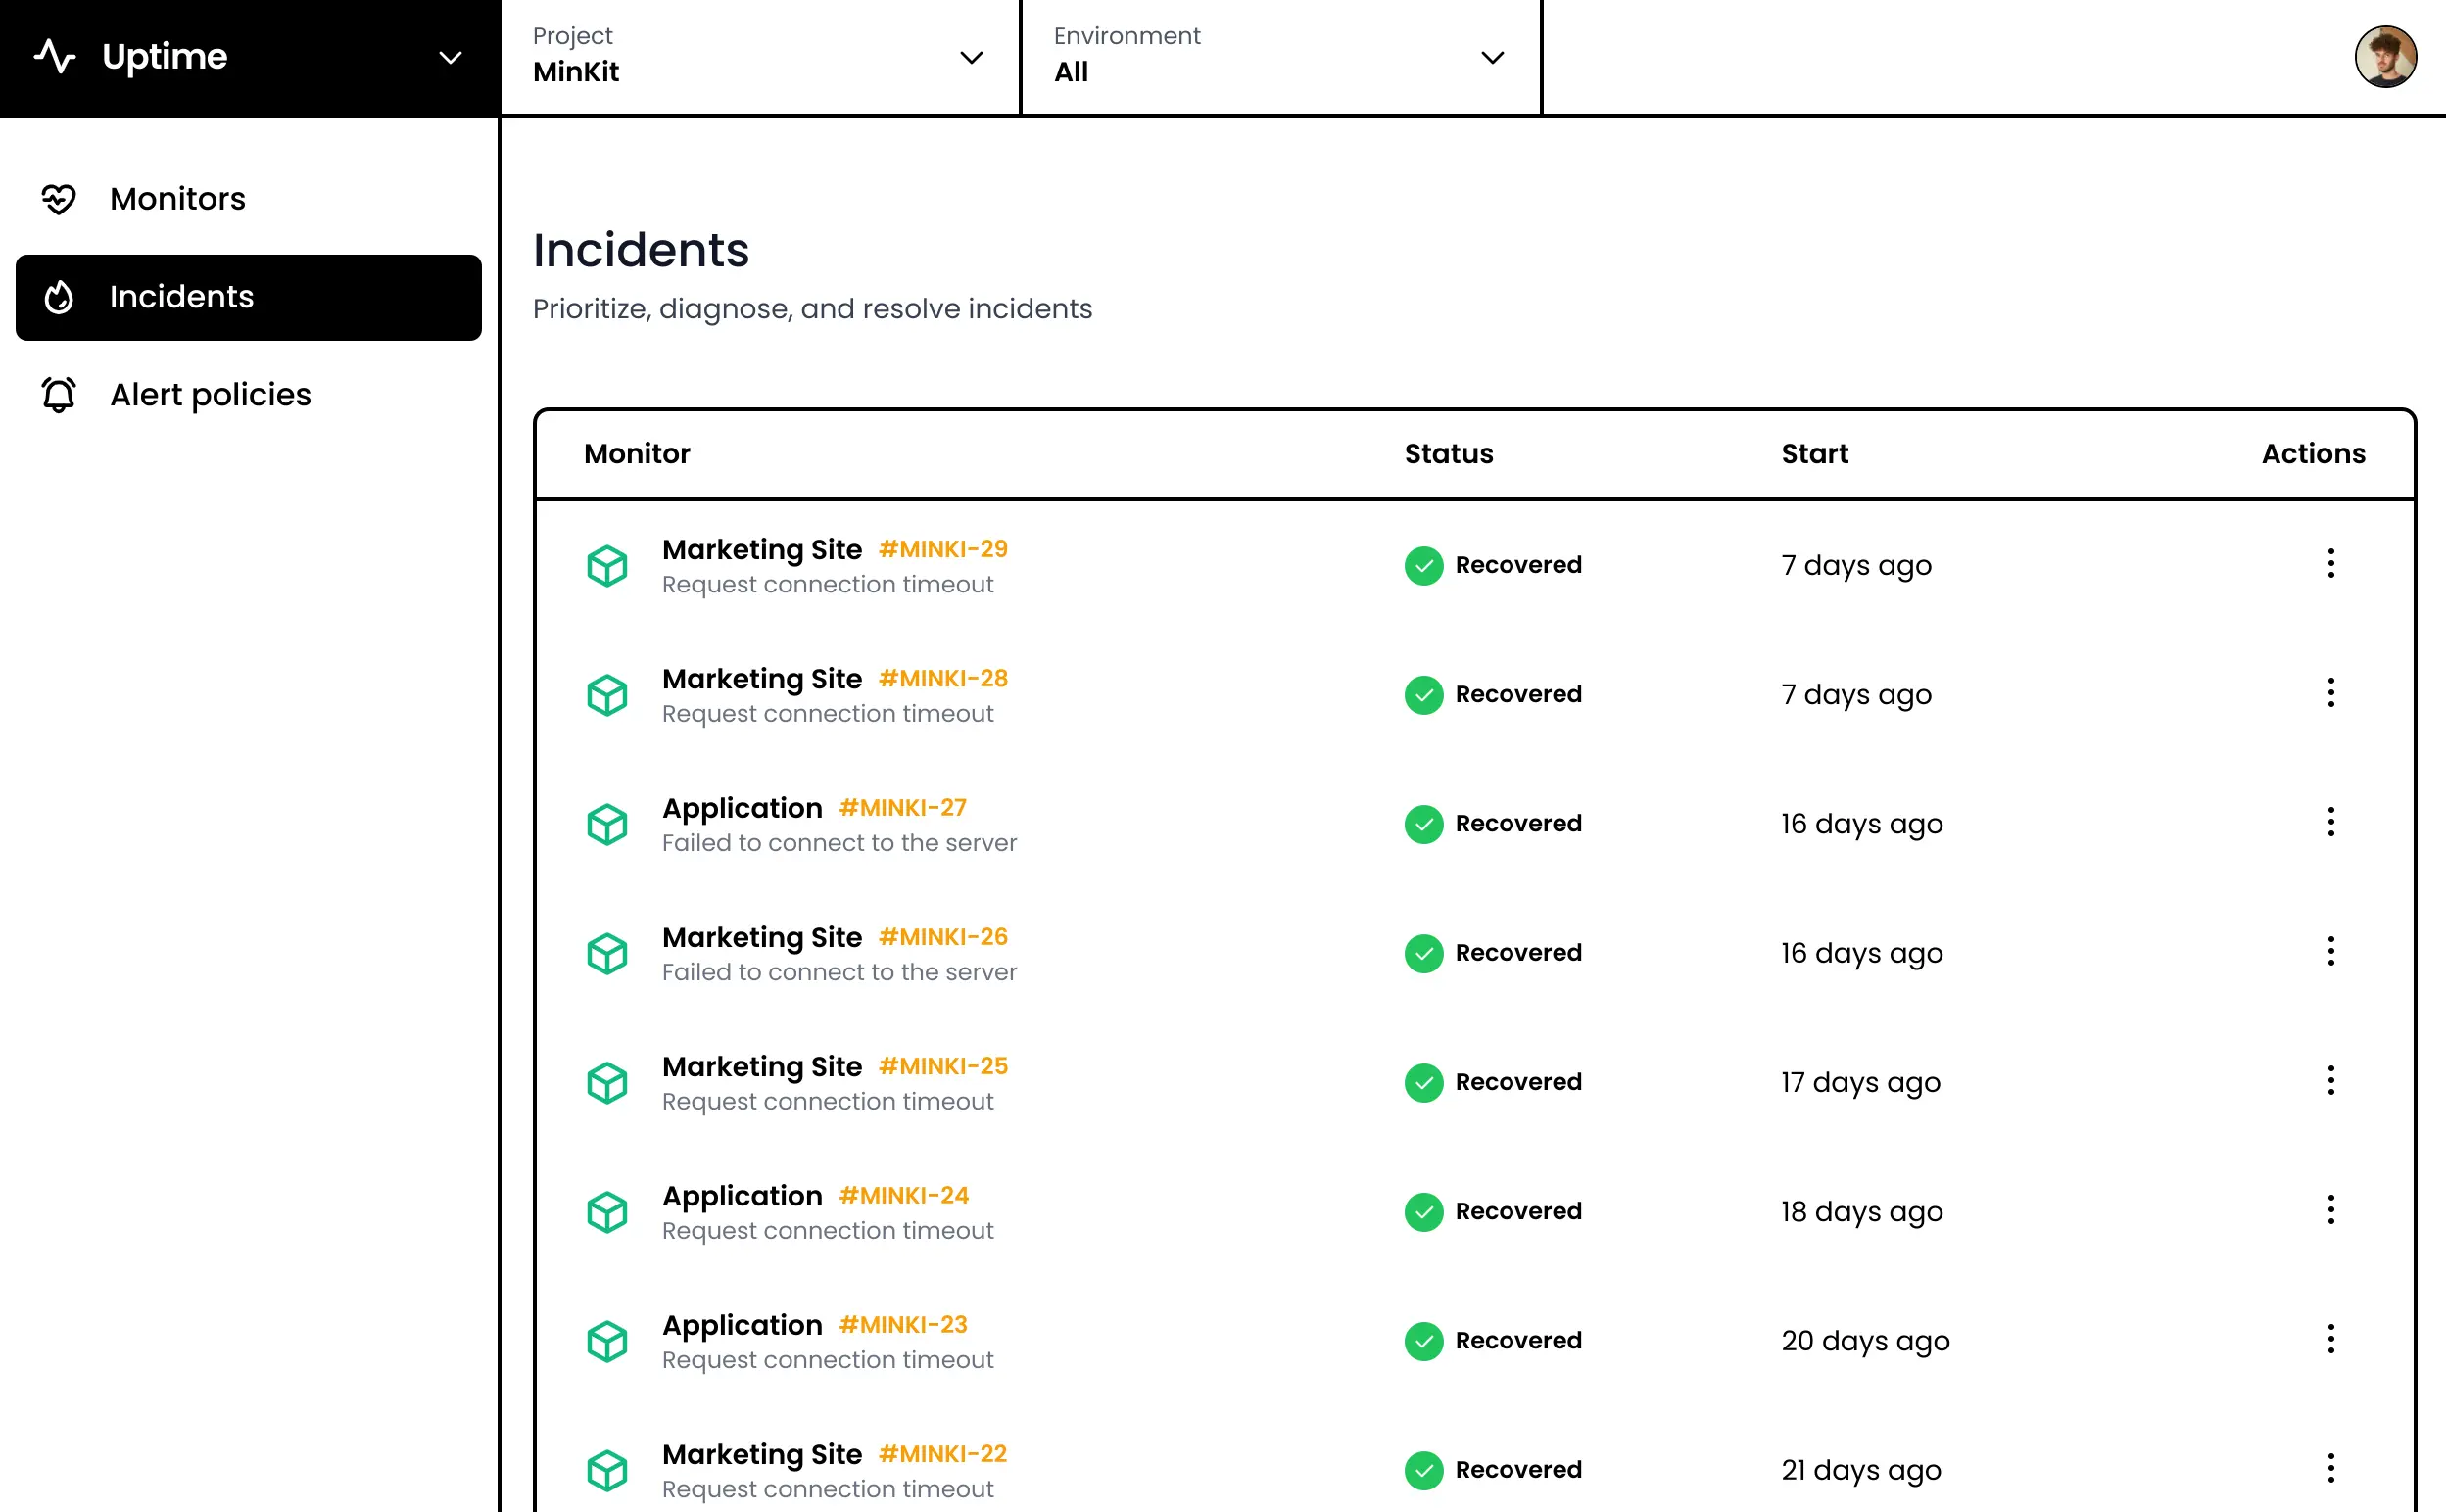 Uptime
Project
MinKit
Environment
All
Monitors
Incidents
Alert policies
Incidents
Prioritize, diagnose, and resolve incidents
Monitor Status Start Actions
Marketing Site #MINKI-29
Request connection timeout
Recovered
7 days ago
Marketing Site #MINKI-28
Request connection timeout
Recovered
7 days ago
Application #MINKI-27
Failed to connect to the server
Recovered
16 days ago
Marketing Site #MINKI-26
Failed to connect to the server
Recovered
16 days ago
Marketing Site #MINKI-25
Request connection timeout
Recovered
17 days ago
Application #MINKI-24
Request connection timeout
Recovered
18 days ago
Application #MINKI-23
Request connection timeout
Recovered
20 days ago
Marketing Site #MINKI-22
Request connection timeout
Recovered
21 days ago